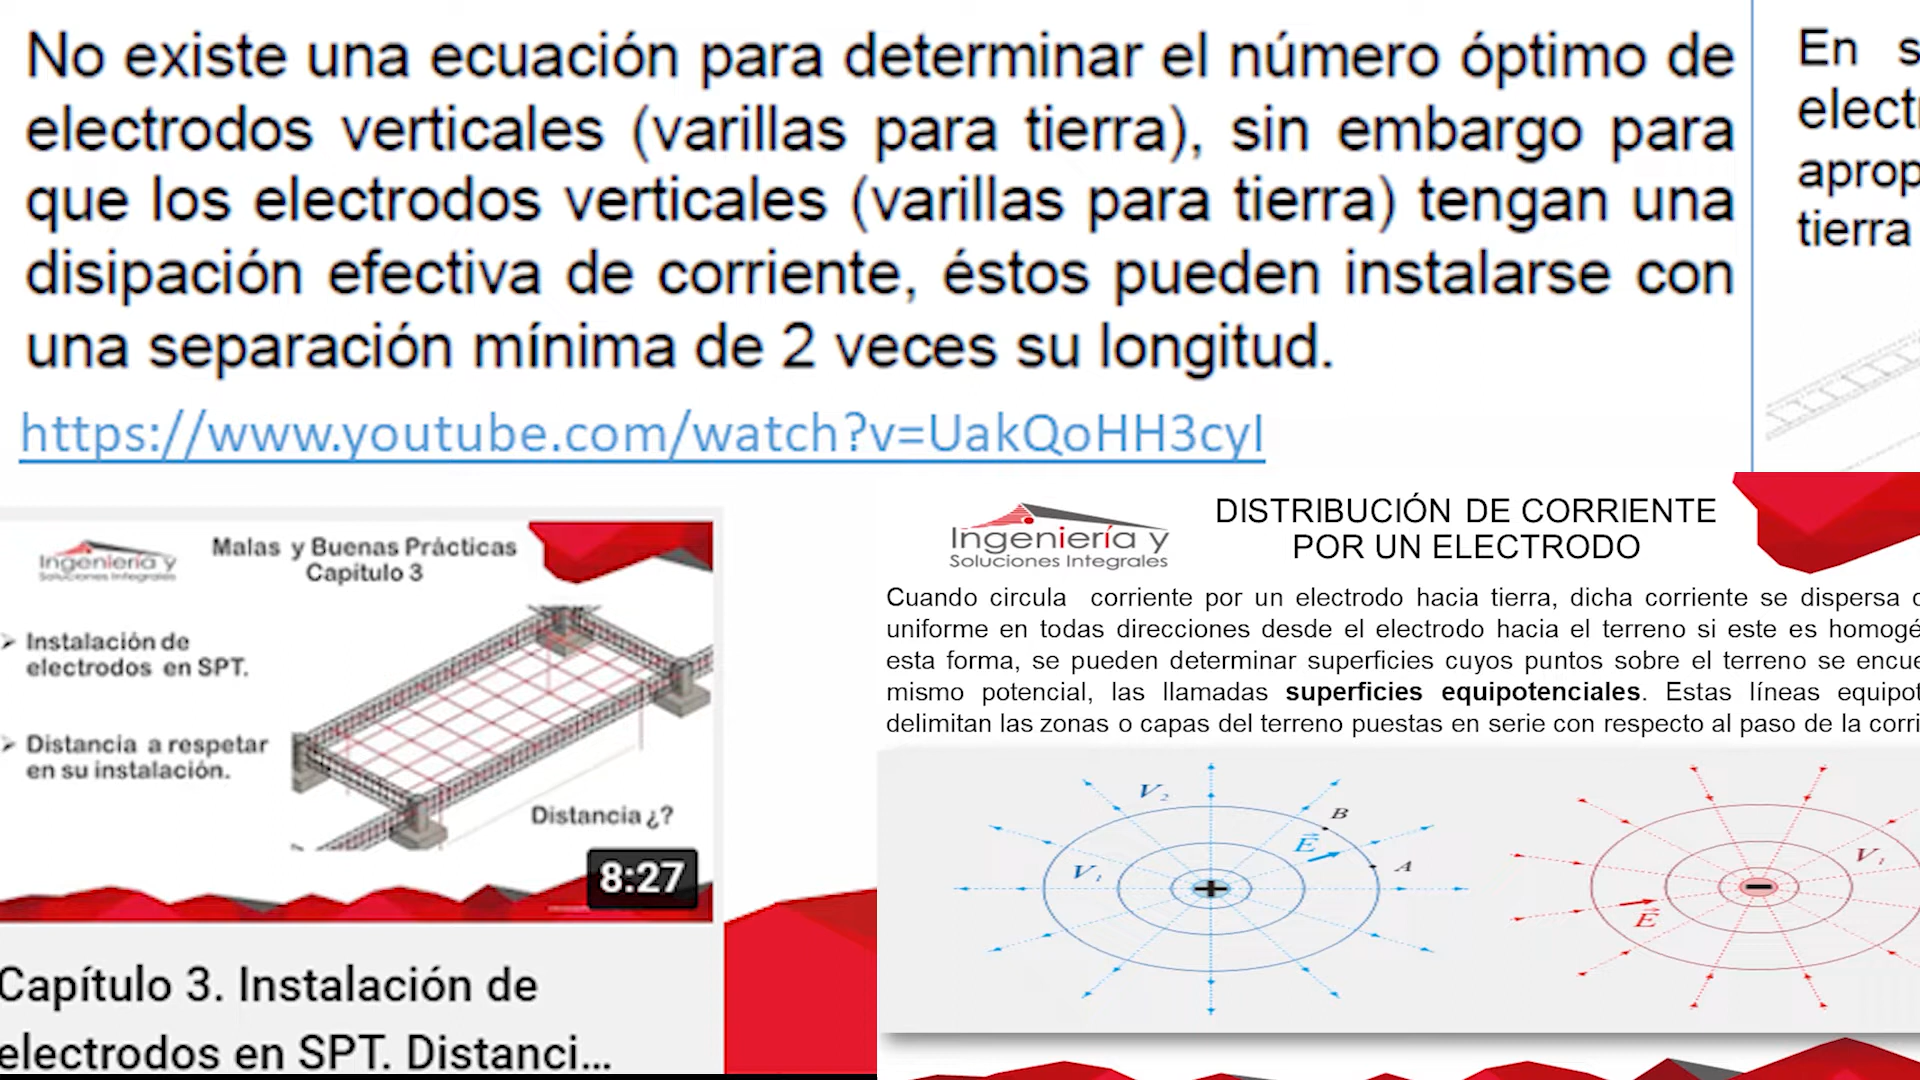 No existe una ecuación para determinar el número óptimo de
electrodos verticales (varillas para tierra), sin embargo para
que los electrodos verticales (varillas para tierra) tengan una
disipación efectiva de corriente, éstos pueden instalarse con
una separación mínima de 2 veces su longitud.
https://www.youtube.com/watch?v=UakQoHH3cyI
En
tierra
Ingeniería y
Soluciones Integrales
Malas y Buenas Prácticas
Capitulo 3
Instalación de
electrodos en SPT.
Distancia a respetar
en su instalación.
Distancia ¿?
8:27
Capítulo 3. Instalación de
electrodos en SPT. Distanci...
Ingeniería y
Soluciones Integrales
DISTRIBUCIÓN DE CORRIENTE
POR UN ELECTRODO
Cuando circula corriente por un electrodo hacia tierra, dicha corriente se dispersa
uniforme en todas direcciones desde el electrodo hacia el terreno si este es
esta forma, se pueden determinar superficies cuyos puntos sobre el terreno se
mismo potencial, las llamadas superficies equipotenciales. Estas líneas
delimitan las zonas o capas del terreno puestas en serie con respecto al paso de la
V2
B
E
A
V1
+
V1
−
E